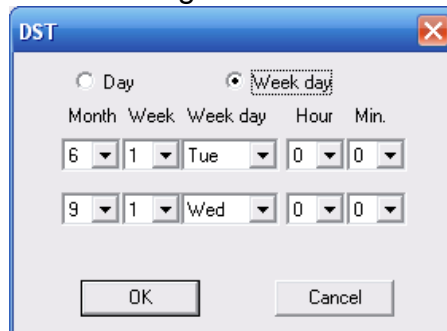 DST
Day Week day
Month Week Week day Hour Min.
6 1 Tue 0 0
9 1 Wed 0 0
OK Cancel